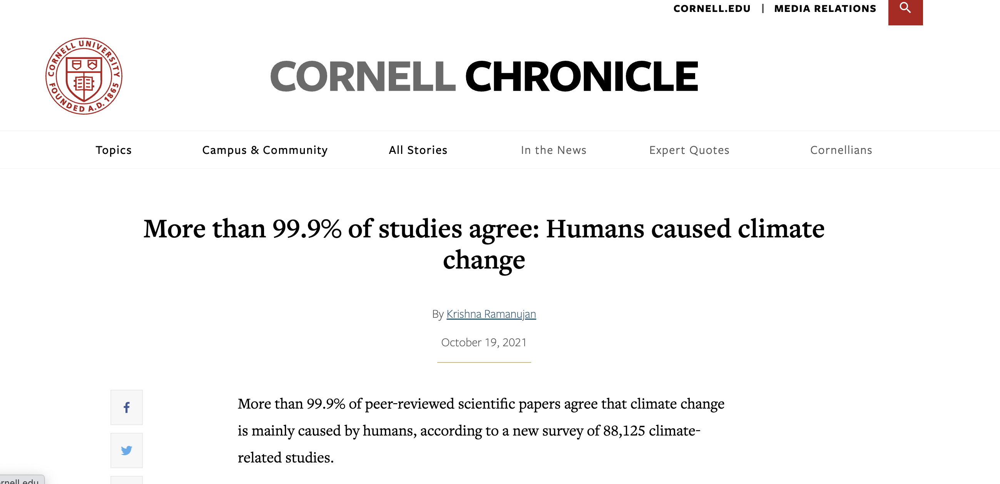 CORNELL.EDU | MEDIA RELATIONS
CORNELL UNIVERSITY
FOUNDED A.D. 1865
CORNELL CHRONICLE
Topics Campus & Community All Stories In the News Expert Quotes Cornellians
More than 99.9% of studies agree: Humans caused climate
change
By Krishna Ramanujan
October 19, 2021
More than 99.9% of peer-reviewed scientific papers agree that climate change
is mainly caused by humans, according to a new survey of 88,125 climate-
related studies.
rnell.edu